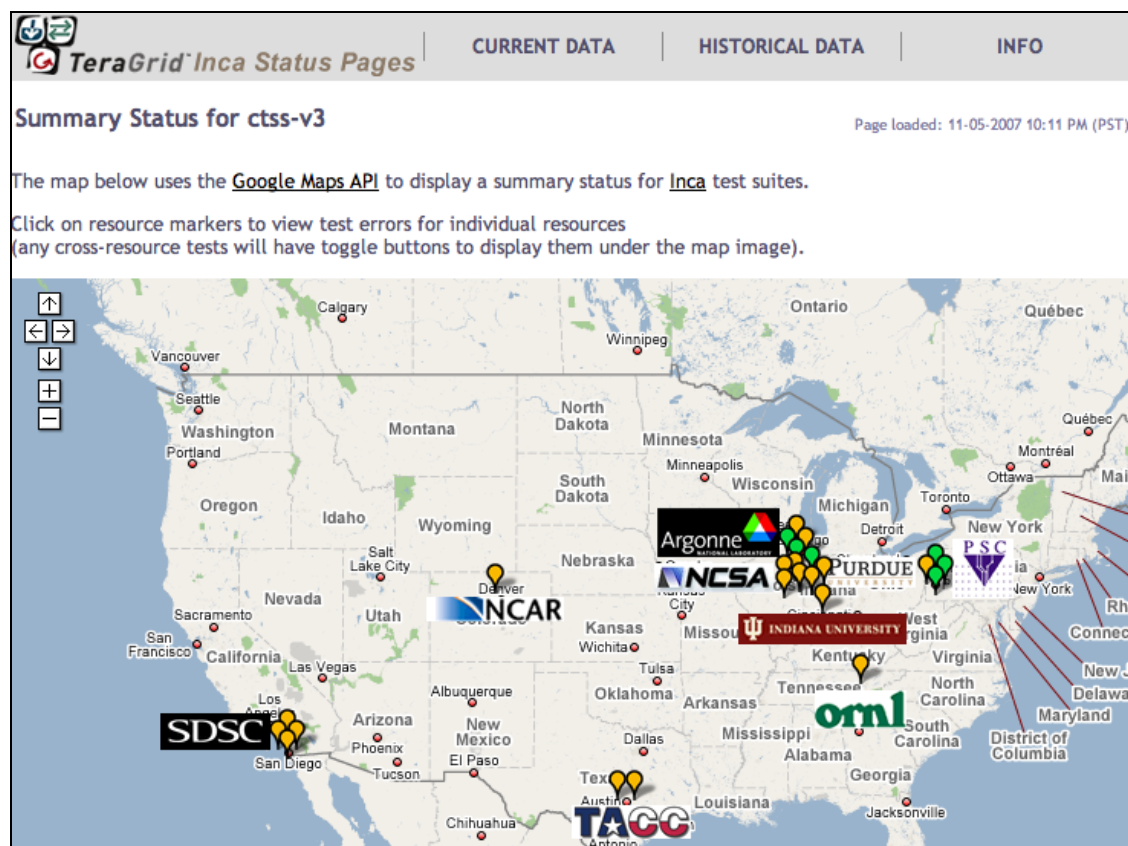 TeraGrid™ Inca Status Pages
CURRENT DATA
HISTORICAL DATA
INFO
Summary Status for ctss-v3
Page loaded: 11-05-2007 10:11 PM (PST)
The map below uses the Google Maps API to display a summary status for Inca test suites.
Click on resource markers to view test errors for individual resources
(any cross-resource tests will have toggle buttons to display them under the map image).
Calgary
Ontario
Québec
Winnipeg
Vancouver
Seattle
Washington
Montana
North
Dakota
Minnesota
Québec
Portland
Montréal
Minneapolis
Ottawa
South
Dakota
Wisconsin
Michigan
Toronto
Oregon
Idaho
Wyoming
Detroit
New York
Argonne
NATIONAL LABORATORY
PSC
Salt
Lake City
Nebraska
NCSA
PURDUE
UNIVERSITY
Denver
NCAR
New York
Nevada
Utah
City
Sacramento
San
Francisco
California
Kansas
INDIANA UNIVERSITY
Wichita
Kentucky
Virginia
Las Vegas
Tulsa
Albuquerque
Oklahoma
Tennessee
North
Carolina
Arkansas
Maryland
Los
SDSC
Arizona
New
Mexico
ornl
South
Carolina
Phoenix
Dallas
Mississippi
Alabama
District of
Columbia
San Diego
Tucson
El Paso
Georgia
Austin
Louisiana
Jacksonville
TACC
Chihuahua
Antonio